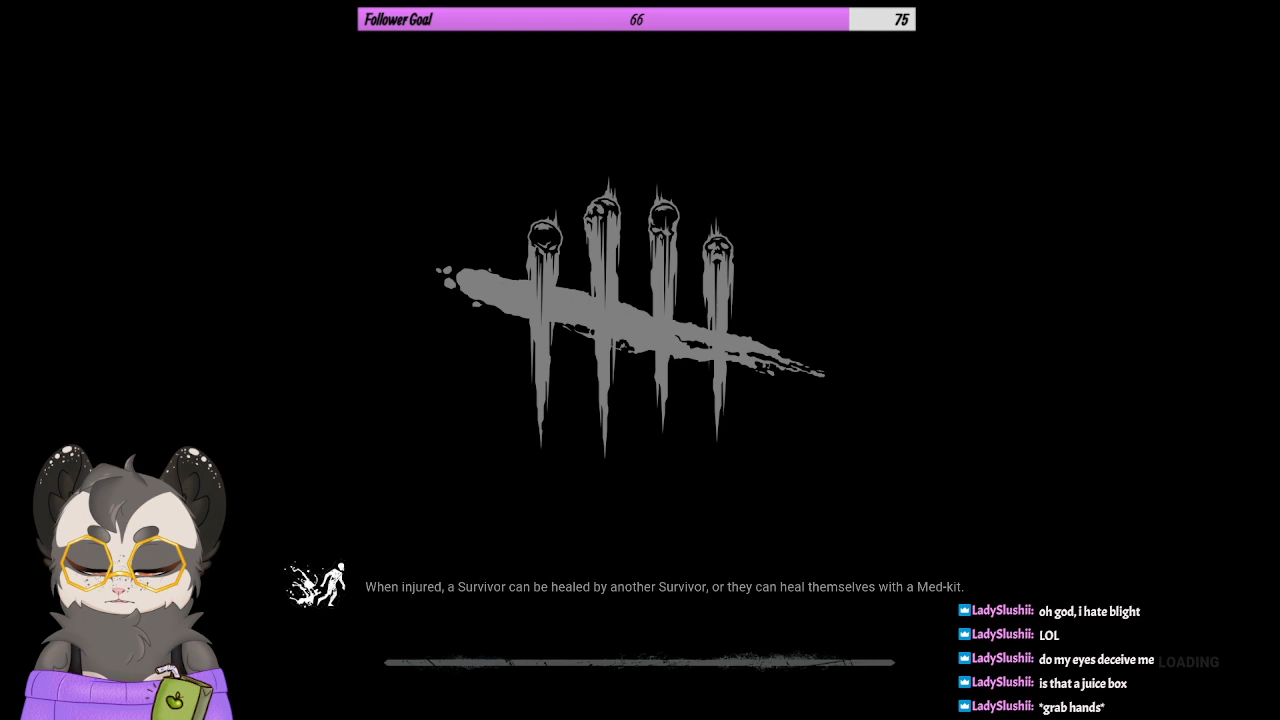 Follower Goal 66 75
When injured, a Survivor can be healed by another Survivor, or they can heal themselves with a Med-kit.
LadySlushii: oh god, i hate blight
LadySlushii: LOL
LadySlushii: do my eyes deceive me
LOADING
LadySlushii: is that a juice box
LadySlushii: *grab hands*